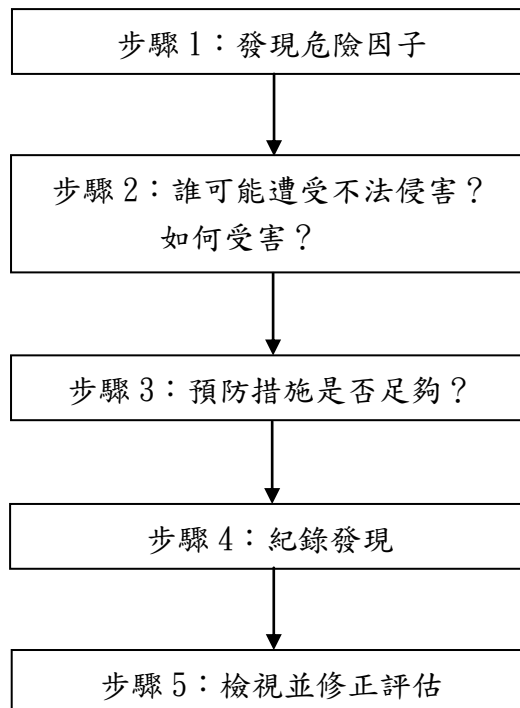 步驟 1：發現危險因子
步驟 2：誰可能遭受不法侵害？
如何受害？
步驟 3：預防措施是否足夠？
步驟 4：紀錄發現
步驟 5：檢視並修正評估